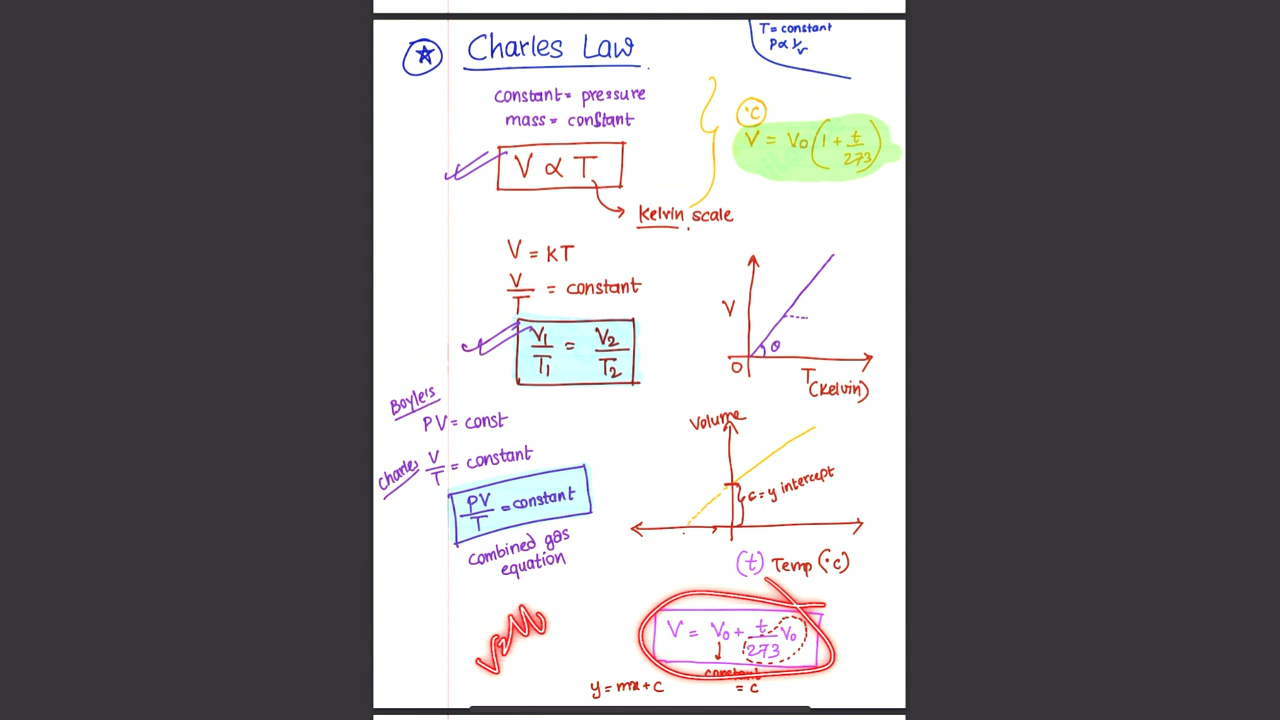 T = constant
P ∝ 1/V
Charles Law
constant = pressure
mass = constant
°C
V = V₀ (1 + t/273)
V ∝ T
Kelvin scale
V = KT
V/T = constant
V₁/T₁ = V₂/T₂
V
θ
O
T (Kelvin)
Boyle's
PV = const
Charles V/T = constant
PV/T = constant
combined gas
equation
Volume
c = y intercept
(t) Temp (°C)
V = V₀ + t/273 V₀
constant
= c
y = mx + c